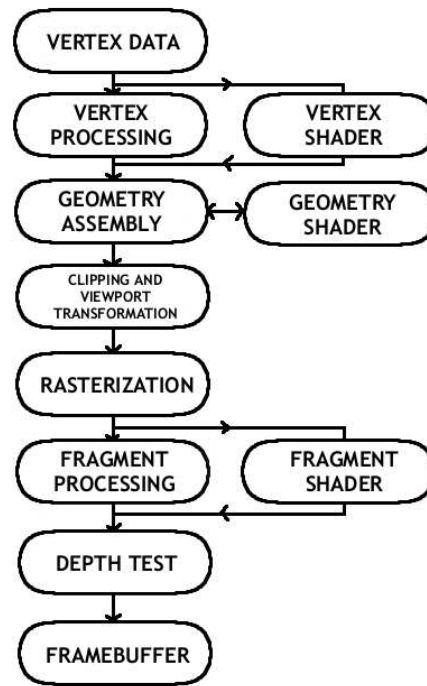 VERTEX DATA
VERTEX
PROCESSING
VERTEX
SHADER
GEOMETRY
ASSEMBLY
GEOMETRY
SHADER
CLIPPING AND
VIEWPORT
TRANSFORMATION
RASTERIZATION
FRAGMENT
PROCESSING
FRAGMENT
SHADER
DEPTH TEST
FRAMEBUFFER